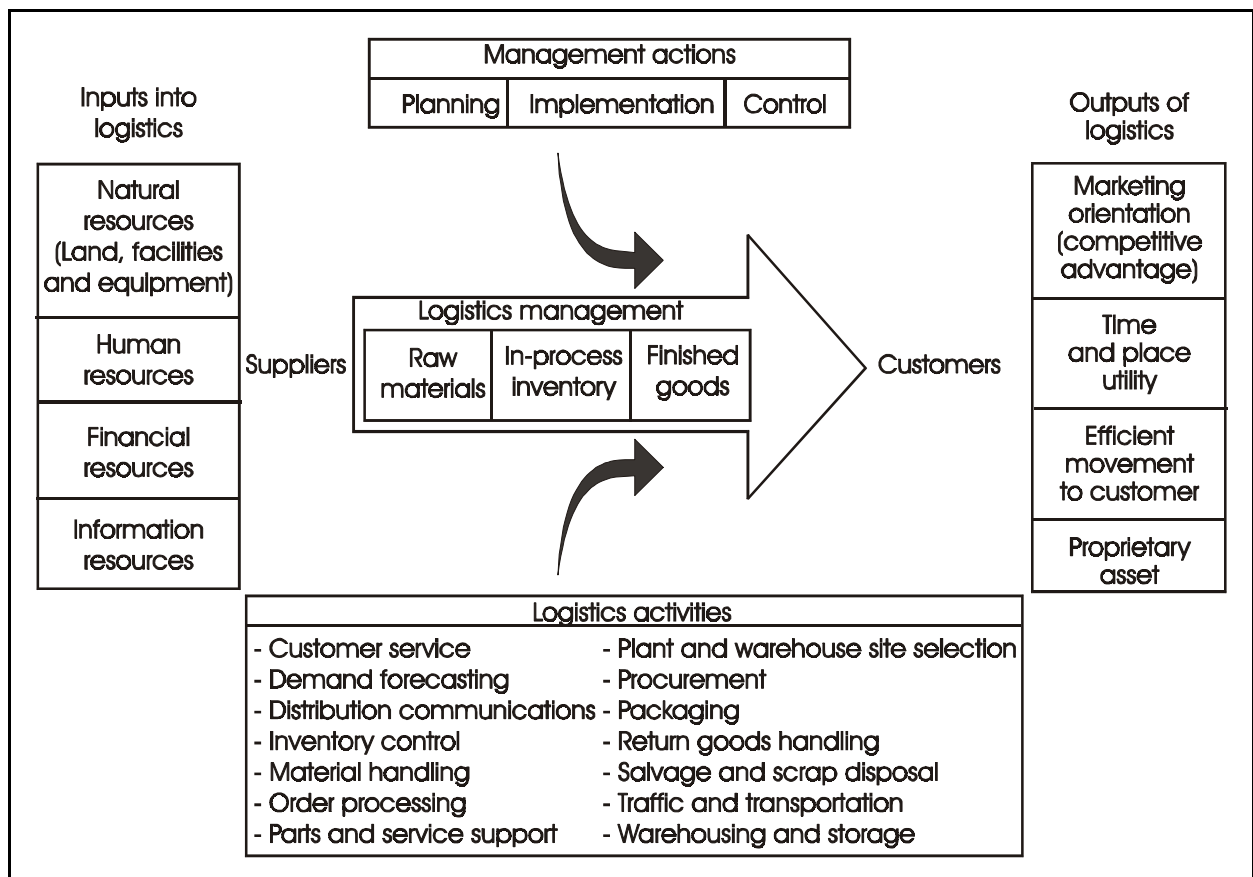 Management actions
Planning
Implementation
Control
Inputs into
logistics
Natural
resources
(Land, facilities
and equipment)
Human
resources
Financial
resources
Information
resources
Suppliers
Logistics management
Raw
materials
In-process
inventory
Finished
goods
Customers
Outputs of
logistics
Marketing
orientation
(competitive
advantage)
Time
and place
utility
Efficient
movement
to customer
Proprietary
asset
Logistics activities
- Customer service
- Demand forecasting
- Distribution communications
- Inventory control
- Material handling
- Order processing
- Parts and service support
- Plant and warehouse site selection
- Procurement
- Packaging
- Return goods handling
- Salvage and scrap disposal
- Traffic and transportation
- Warehousing and storage